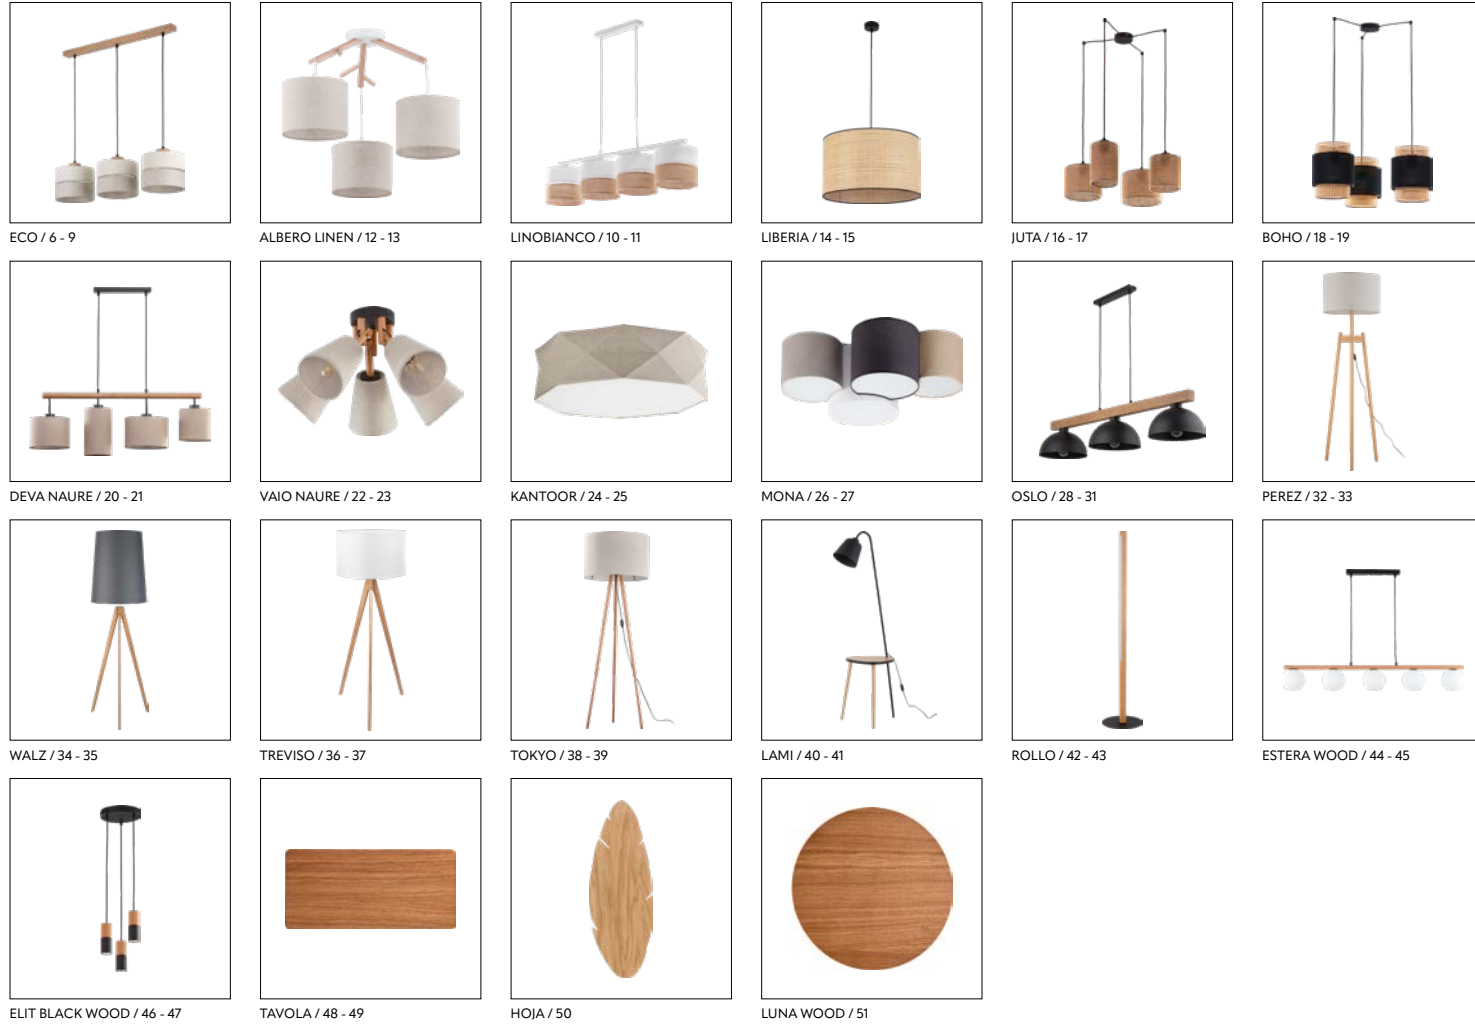 ECO / 6 - 9
ALBERO LINEN / 12 - 13
LINOBIANCO / 10 - 11
LIBERIA / 14 - 15
JUTA / 16 - 17
BOHO / 18 - 19
DEVA NAURE / 20 - 21
VAIO NAURE / 22 - 23
KANTOOR / 24 - 25
MONA / 26 - 27
OSLO / 28 - 31
PEREZ / 32 - 33
WALZ / 34 - 35
TREVISO / 36 - 37
TOKYO / 38 - 39
LAMI / 40 - 41
ROLLO / 42 - 43
ESTERA WOOD / 44 - 45
ELIT BLACK WOOD / 46 - 47
TAVOLA / 48 - 49
HOJA / 50
LUNA WOOD / 51